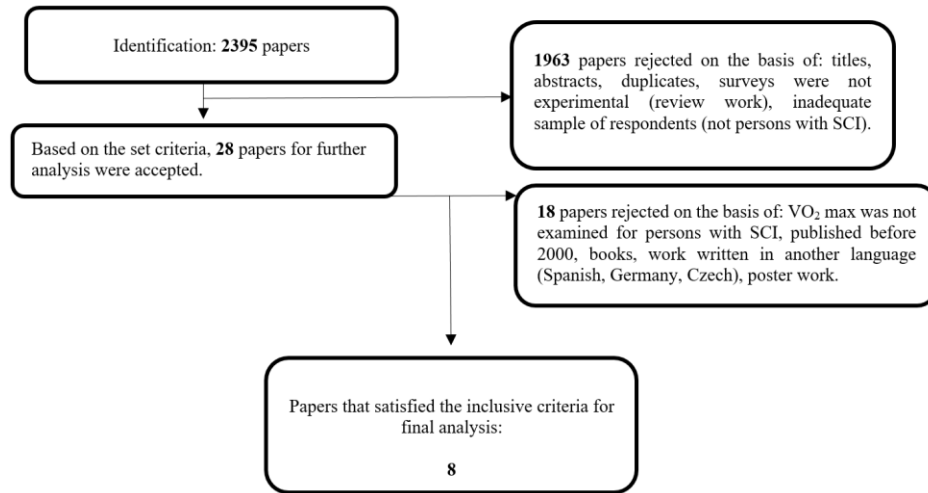 Identification: 2395 papers
1963 papers rejected on the basis of: titles,
abstracts, duplicates, surveys were not
experimental (review work), inadequate
sample of respondents (not persons with SCI).
Based on the set criteria, 28 papers for further
analysis were accepted.
18 papers rejected on the basis of: VO₂ max was not
examined for persons with SCI, published before
2000, books, work written in another language
(Spanish, Germany, Czech), poster work.
Papers that satisfied the inclusive criteria for
final analysis:
8